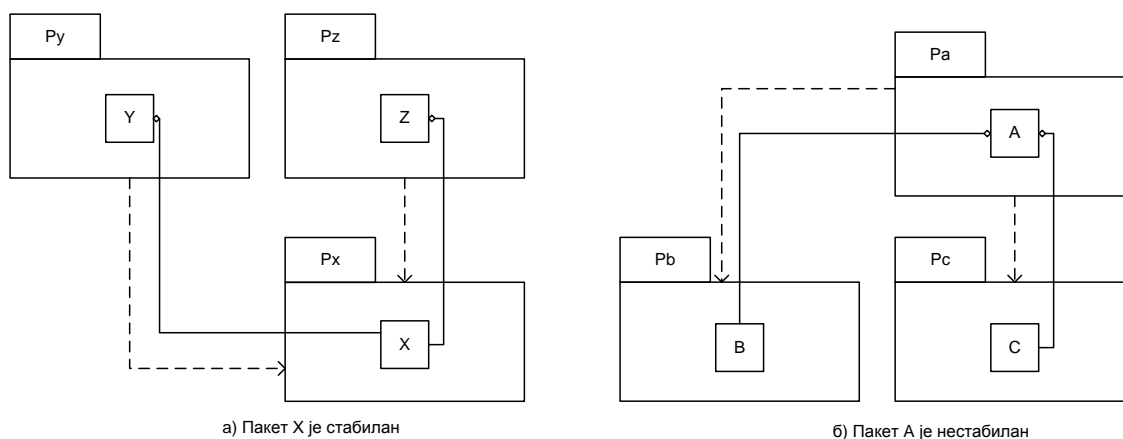 Py
Pz
Pa
Y
Z
A
Px
Pb
Pc
X
B
C
а) Пакет X је стабилан
б) Пакет А је нестабилан